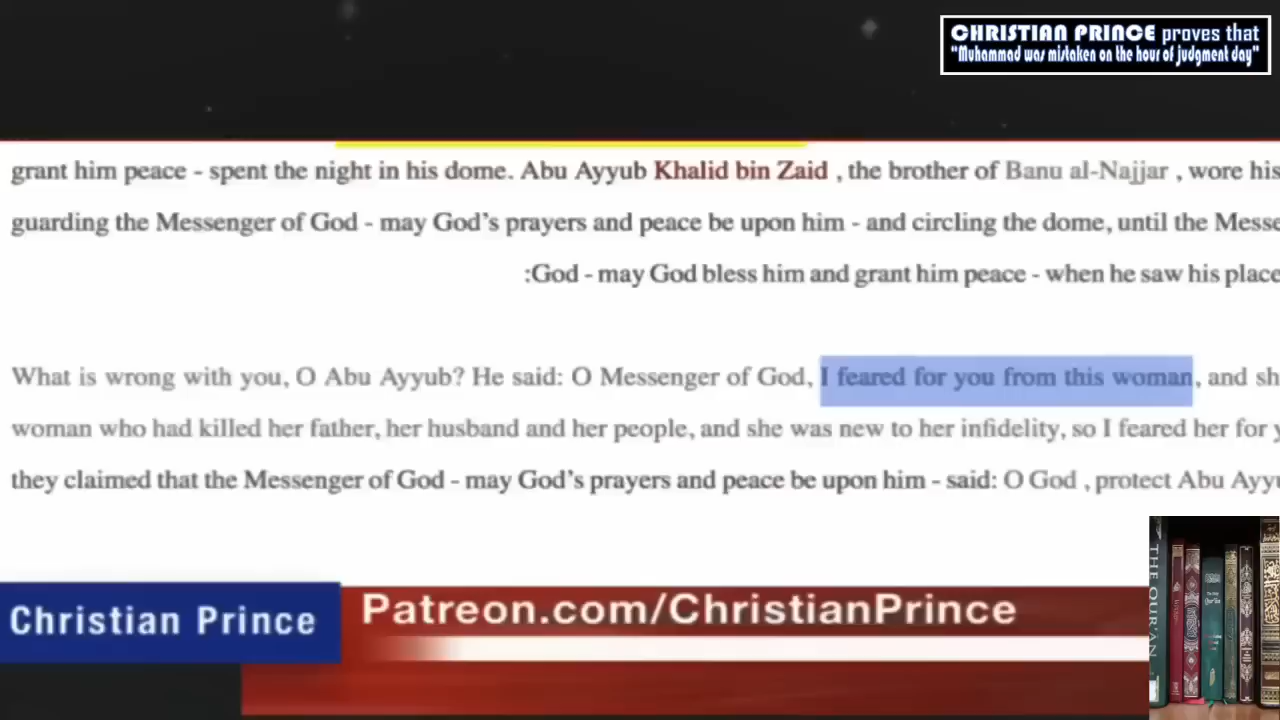 CHRISTIAN PRINCE proves that
"Muhammad was mistaken on the hour of judgment day"
grant him peace - spent the night in his dome. Abu Ayyub Khalid bin Zaid , the brother of Banu al-Najjar , wore his
guarding the Messenger of God - may God's prayers and peace be upon him - and circling the dome, until the Messe
:God - may God bless him and grant him peace - when he saw his place
What is wrong with you, O Abu Ayyub? He said: O Messenger of God, I feared for you from this woman, and sh
woman who had killed her father, her husband and her people, and she was new to her infidelity, so I feared her for y
they claimed that the Messenger of God - may God's prayers and peace be upon him - said: O God , protect Abu Ayyu
Christian Prince
Patreon.com/ChristianPrince
THE QUR'AN